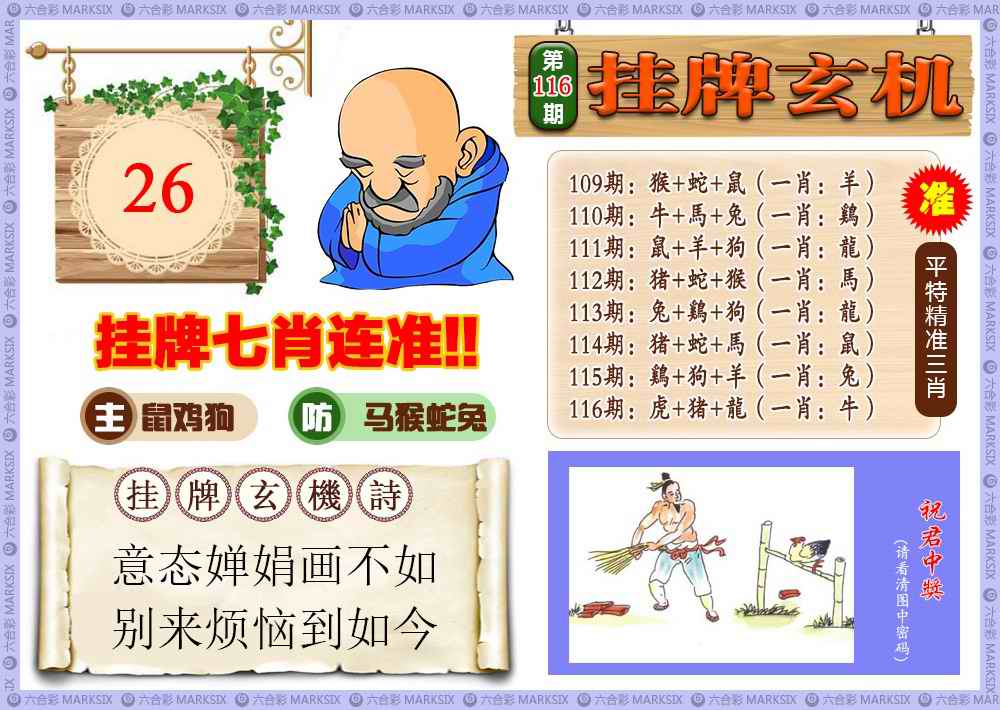 六合彩 MARKSIX
26
第
116
期
挂牌玄机
109期：猴+蛇+鼠（一肖：羊）
110期：牛+馬+兔（一肖：鷄）
111期：鼠+羊+狗（一肖：龍）
112期：猪+蛇+猴（一肖：馬）
113期：兔+鷄+狗（一肖：龍）
114期：猪+蛇+馬（一肖：鼠）
115期：鷄+狗+羊（一肖：兔）
116期：虎+猪+龍（一肖：牛）
准
平特精准三肖
挂牌七肖连准!!
主 鼠鸡狗
防 马猴蛇兔
挂牌玄機詩
意态婵娟画不如
别来烦恼到如今
祝君中獎
（请看清图中密码）